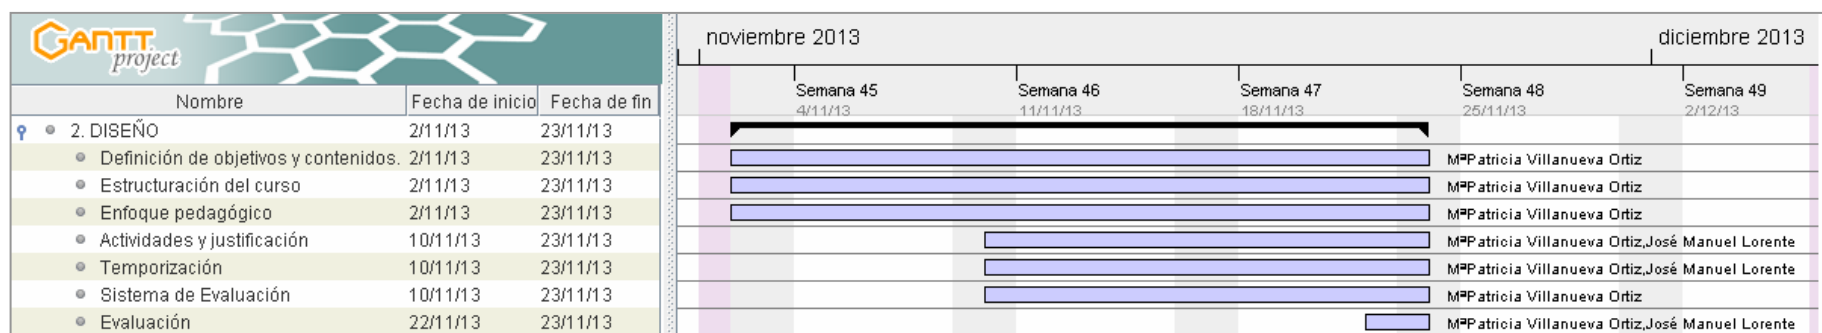 GANTT
project
noviembre 2013 diciembre 2013
Semana 45 Semana 46 Semana 47 Semana 48 Semana 49
4/11/13 11/11/13 18/11/13 25/11/13 2/12/13
Nombre Fecha de inicio Fecha de fin
2. DISEÑO 2/11/13 23/11/13
Definición de objetivos y contenidos. 2/11/13 23/11/13 MªPatricia Villanueva Ortiz
Estructuración del curso 2/11/13 23/11/13 MªPatricia Villanueva Ortiz
Enfoque pedagógico 2/11/13 23/11/13 MªPatricia Villanueva Ortiz
Actividades y justificación 10/11/13 23/11/13 MªPatricia Villanueva Ortiz,José Manuel Lorente
Temporización 10/11/13 23/11/13 MªPatricia Villanueva Ortiz,José Manuel Lorente
Sistema de Evaluación 10/11/13 23/11/13 MªPatricia Villanueva Ortiz
Evaluación 22/11/13 23/11/13 MªPatricia Villanueva Ortiz,José Manuel Lorente